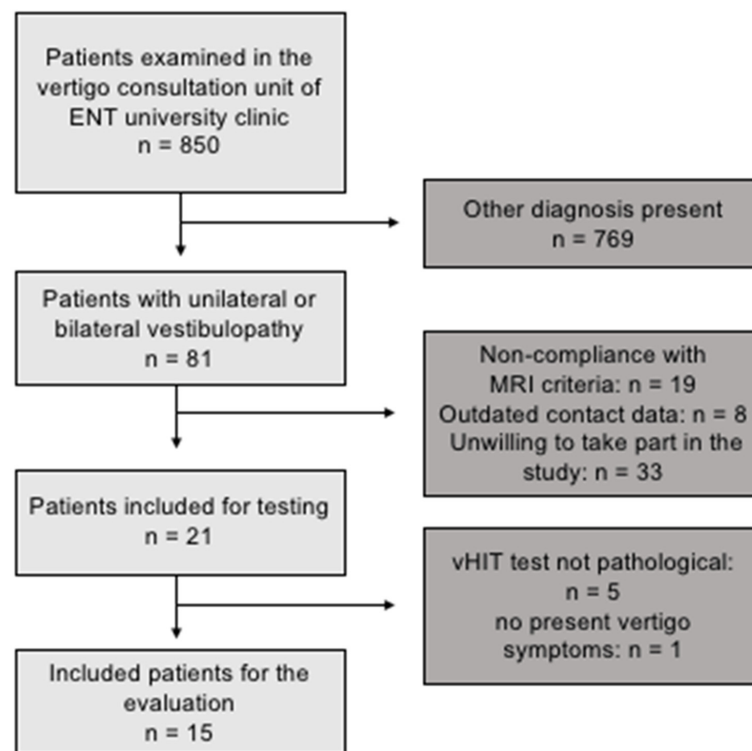 Patients examined in the
vertigo consultation unit of
ENT university clinic
n = 850
Other diagnosis present
n = 769
Patients with unilateral or
bilateral vestibulopathy
n = 81
Non-compliance with
MRI criteria: n = 19
Outdated contact data: n = 8
Unwilling to take part in the
study: n = 33
Patients included for testing
n = 21
vHIT test not pathological:
n = 5
no present vertigo
symptoms: n = 1
Included patients for the
evaluation
n = 15